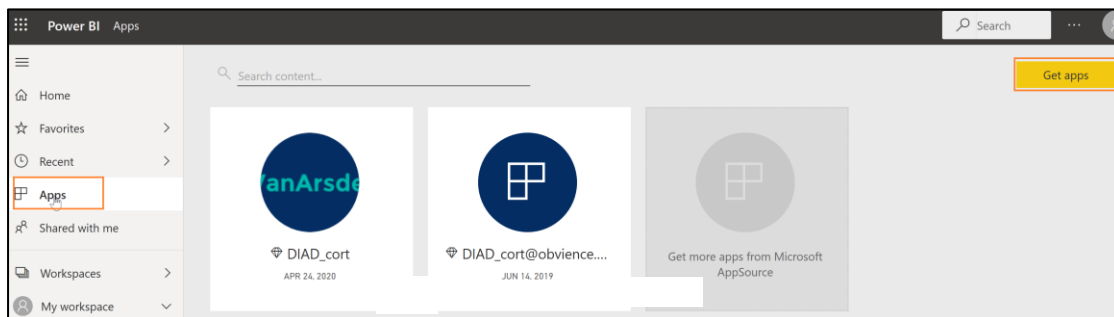 Power BI Apps
Search
Search content...
Get apps
Home
Favorites
Recent
Apps
Shared with me
Workspaces
My workspace
VanArsde
DIAD_cort
APR 24, 2020
DIAD_cort@obvience....
JUN 14, 2019
Get more apps from Microsoft
AppSource